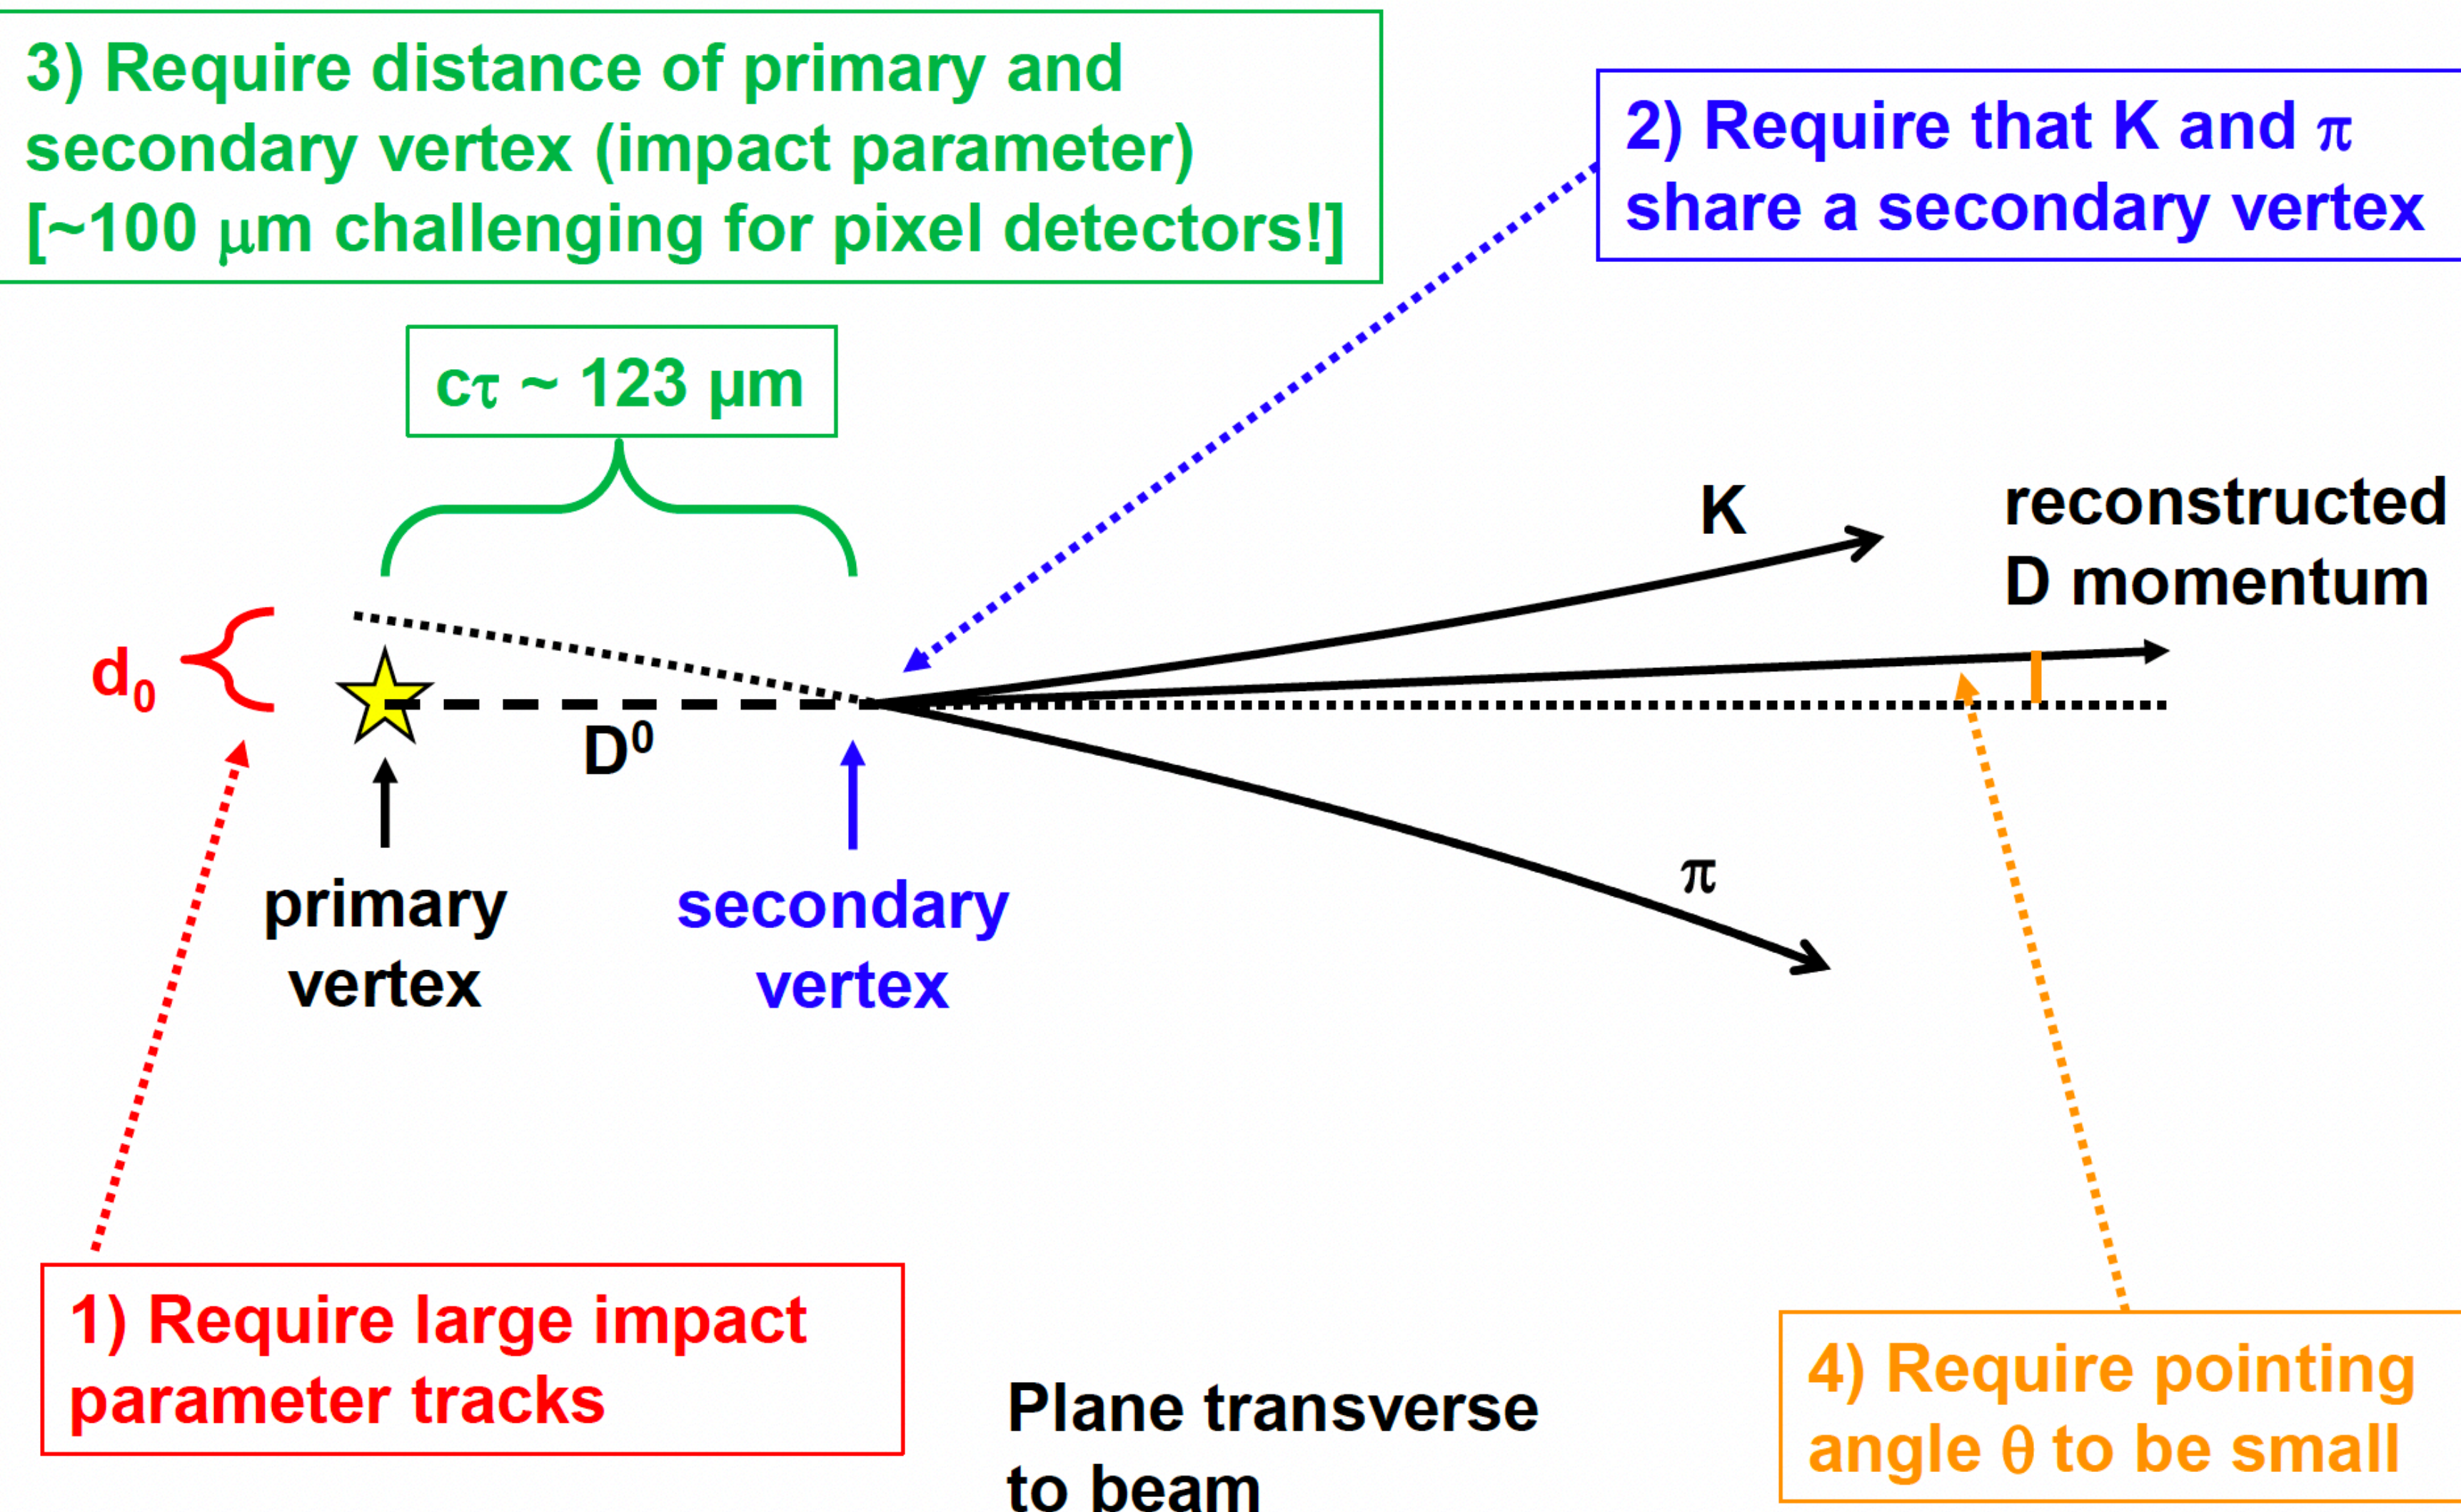 3) Require distance of primary and
secondary vertex (impact parameter)
[~100 μm challenging for pixel detectors!]
2) Require that K and π
share a secondary vertex
cτ ~ 123 µm
K
reconstructed
D momentum
d0
D0
π
primary
vertex
secondary
vertex
1) Require large impact
parameter tracks
Plane transverse
to beam
4) Require pointing
angle θ to be small